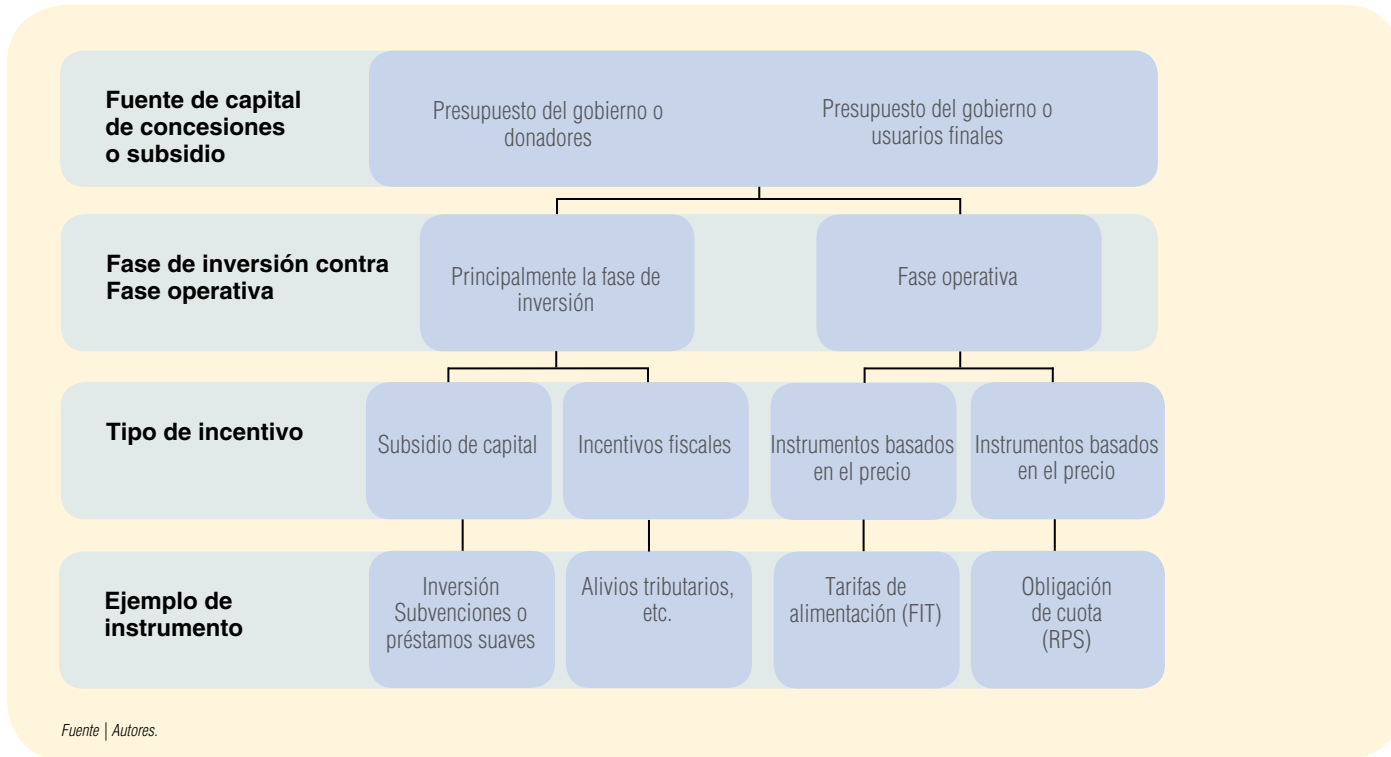 Fuente de capital
de concesiones
o subsidio
Presupuesto del gobierno o
donadores
Presupuesto del gobierno o
usuarios finales
Fase de inversión contra
Fase operativa
Principalmente la fase de
inversión
Fase operativa
Tipo de incentivo
Subsidio de capital
Incentivos fiscales
Instrumentos basados
en el precio
Instrumentos basados
en el precio
Ejemplo de
instrumento
Inversión
Subvenciones o
préstamos suaves
Alivios tributarios,
etc.
Tarifas de
alimentación (FIT)
Obligación
de cuota
(RPS)
Fuente | Autores.